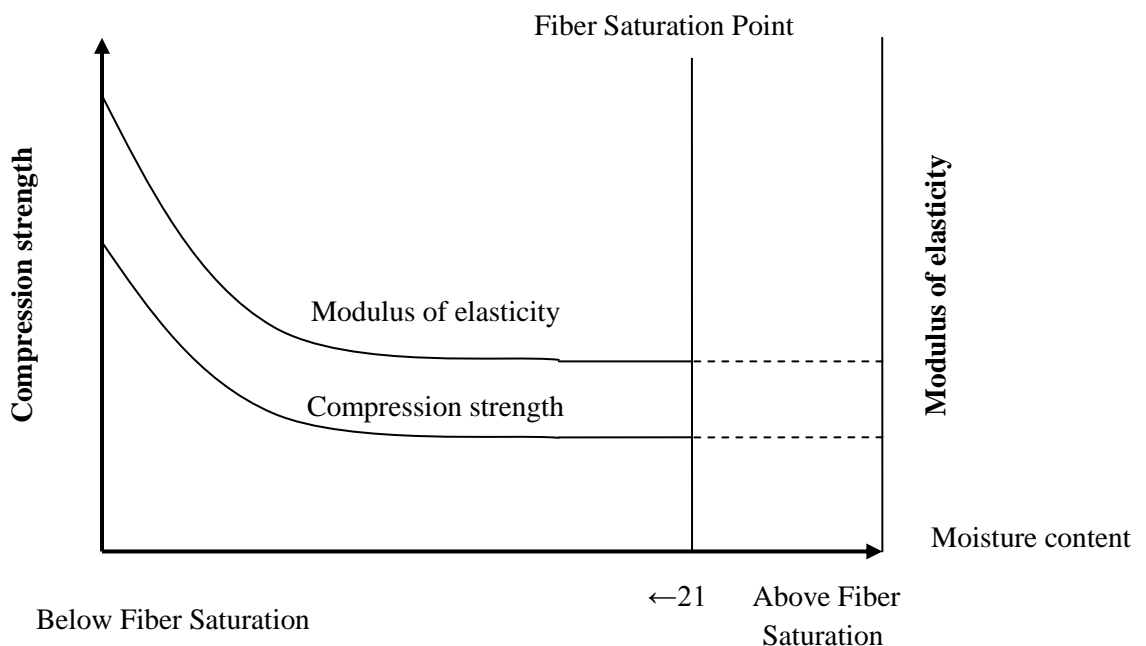 Fiber Saturation Point
Compression strength
Modulus of elasticity
Modulus of elasticity
Compression strength
Moisture content
←21
Above Fiber
Saturation
Below Fiber Saturation